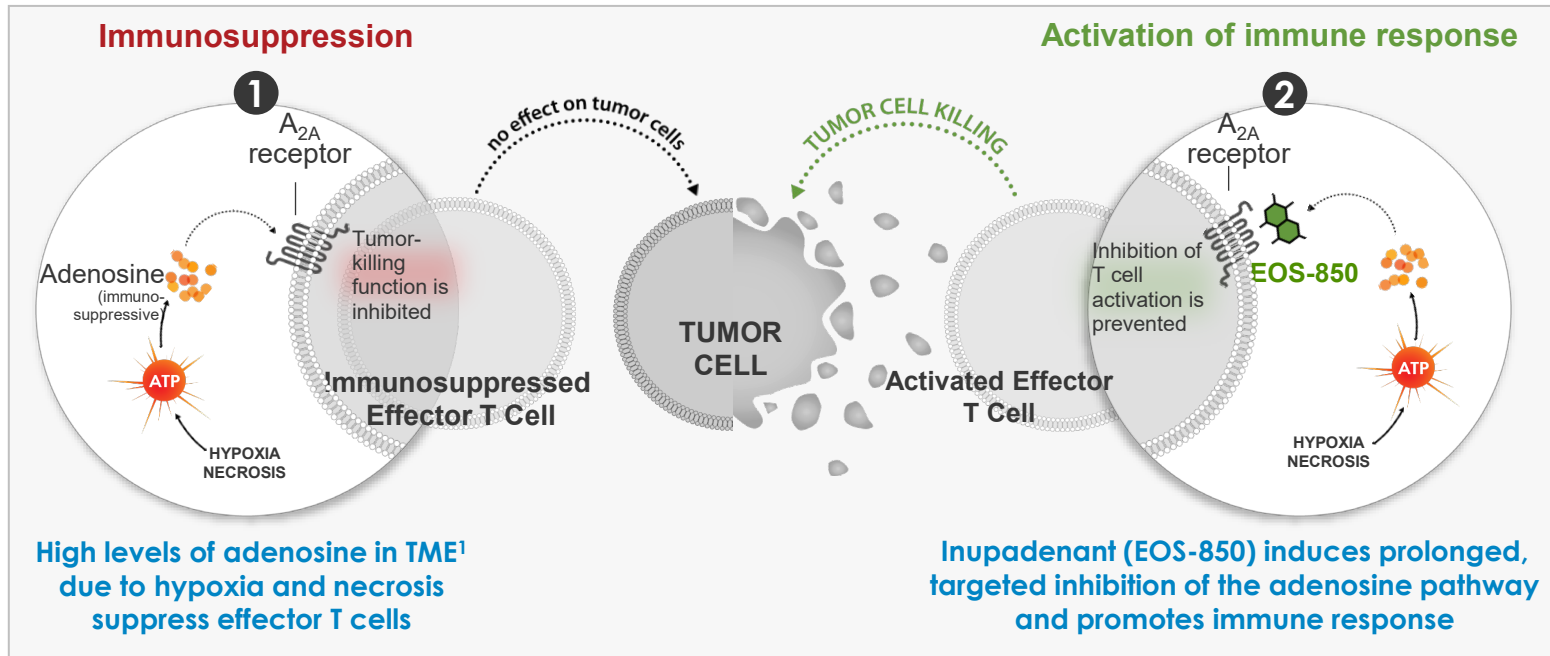 Immunosuppression
1
A2A
receptor
Adenosine
(immuno-
suppressive)
Tumor-
killing
function is
inhibited
ATP
HYPOXIA
NECROSIS
Immunosuppressed
Effector T Cell
High levels of adenosine in TME1
due to hypoxia and necrosis
suppress effector T cells
no effect on tumor cells
TUMOR CELL KILLING
TUMOR
CELL
Activation of immune response
2
A2A
receptor
Inhibition of
T cell
activation is
prevented
EOS-850
ATP
HYPOXIA
NECROSIS
Activated Effector
T Cell
Inupadenant (EOS-850) induces prolonged,
targeted inhibition of the adenosine pathway
and promotes immune response